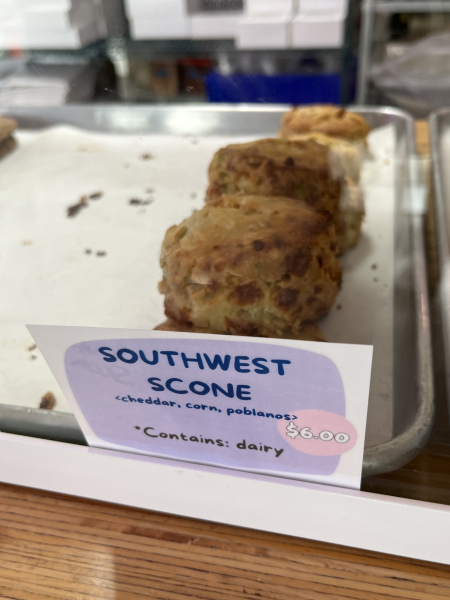 SOUTHWEST
SCONE
<cheddar, corn, poblanos>
$6.00
*Contains: dairy